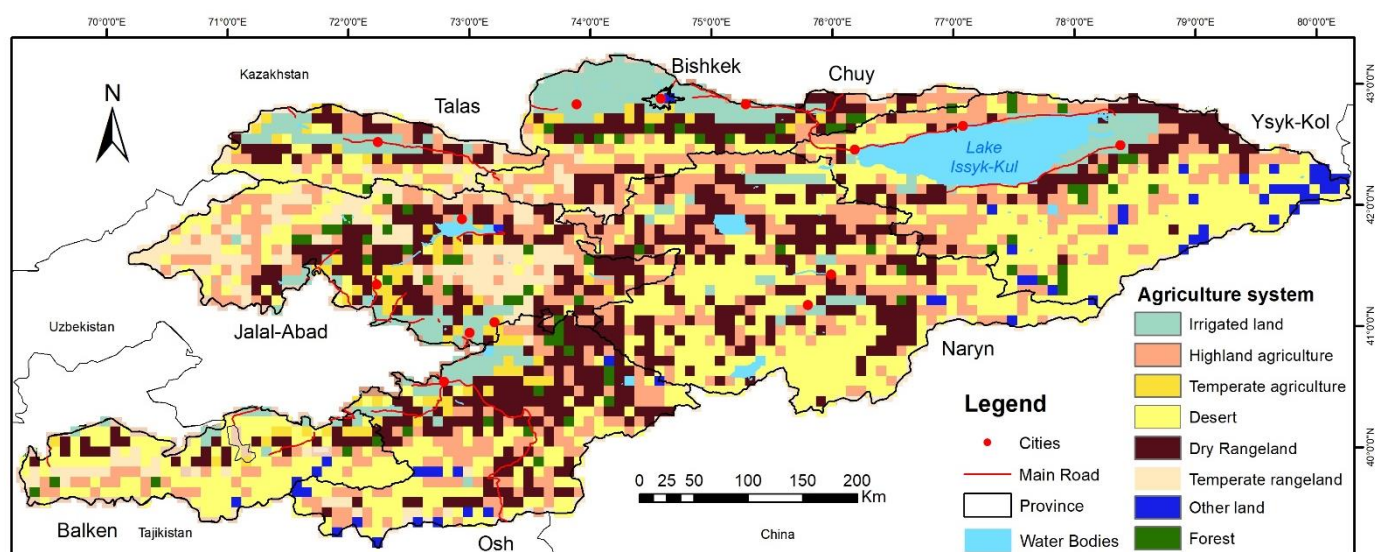 70°0'0"E 71°0'0"E 72°0'0"E 73°0'0"E 74°0'0"E 75°0'0"E 76°0'0"E 77°0'0"E 78°0'0"E 79°0'0"E 80°0'0"E
N
Kazakhstan
Talas
Bishkek
Chuy
Ysyk-Kol
43°0'0"N
Lake
Issyk-Kul
42°0'0"N
Uzbekistan
Jalal-Abad
Naryn
41°0'0"N
Balken
Tajikistan
Osh
China
40°0'0"N
0 25 50 100 150 200
Km
Legend
Cities
Main Road
Province
Water Bodies
Agriculture system
Irrigated land
Highland agriculture
Temperate agriculture
Desert
Dry Rangeland
Temperate rangeland
Other land
Forest